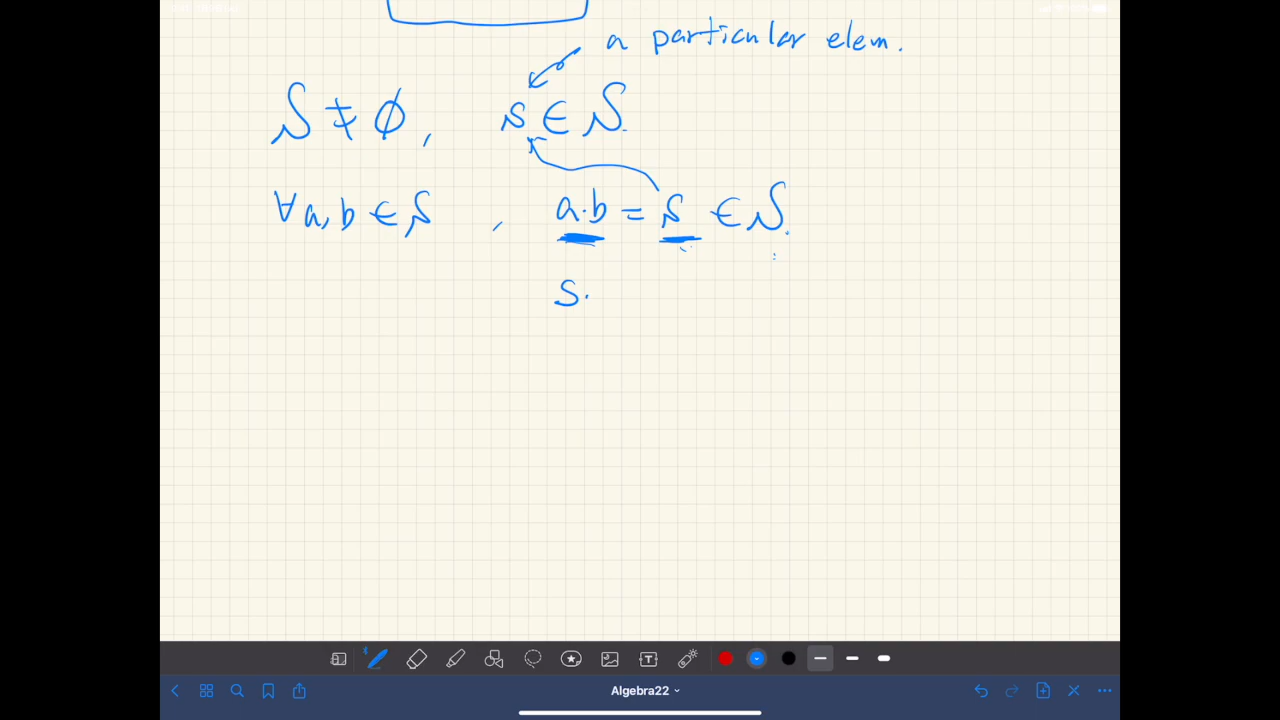 a particular elem.
S ≠ ∅, s ∈ S.
∀a,b ∈ S , a·b = s ∈ S.
s·
Algebra22